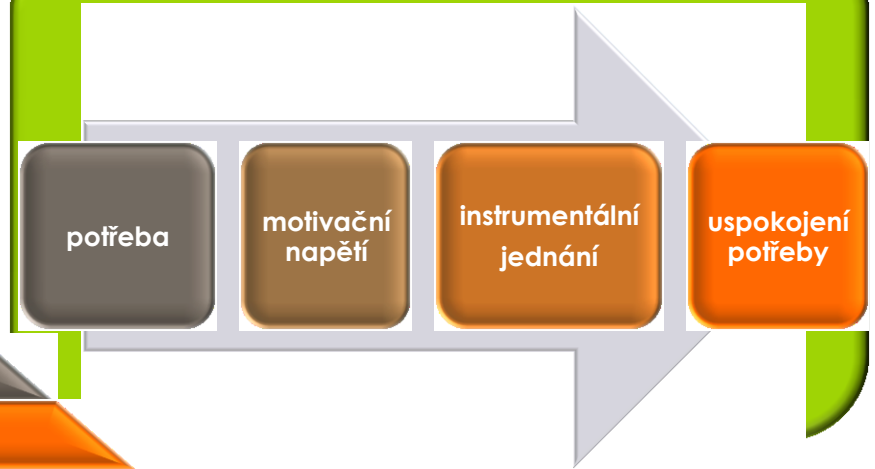 potřeba
motivační
napětí
instrumentální
jednání
uspokojení
potřeby